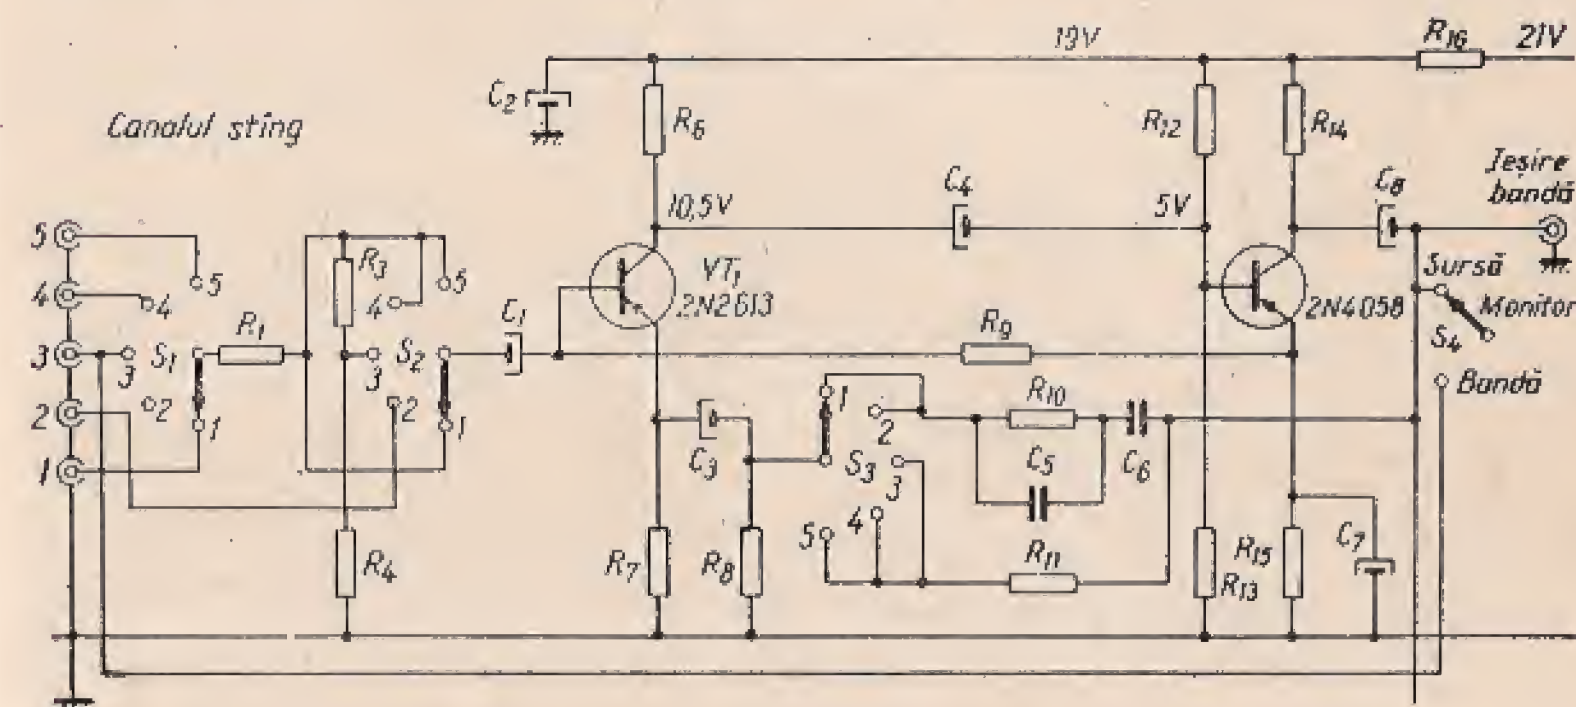 19V
R16
21V
C2
Canalul sting
R6
R12
R14
Ieșire
bandă
10,5V
C4
5V
C8
5
R3
5
5
VT1
2N2613
Sursă
4
4
4
2N4058
Monitor
R1
C1
R9
S4
3
3
S1
3
S2
Bandă
2
2
2
1
R10
1
1
2
1
C3
S3
3
C5
C6
4
5
R4
R7
R8
R11
R13
R15
C7